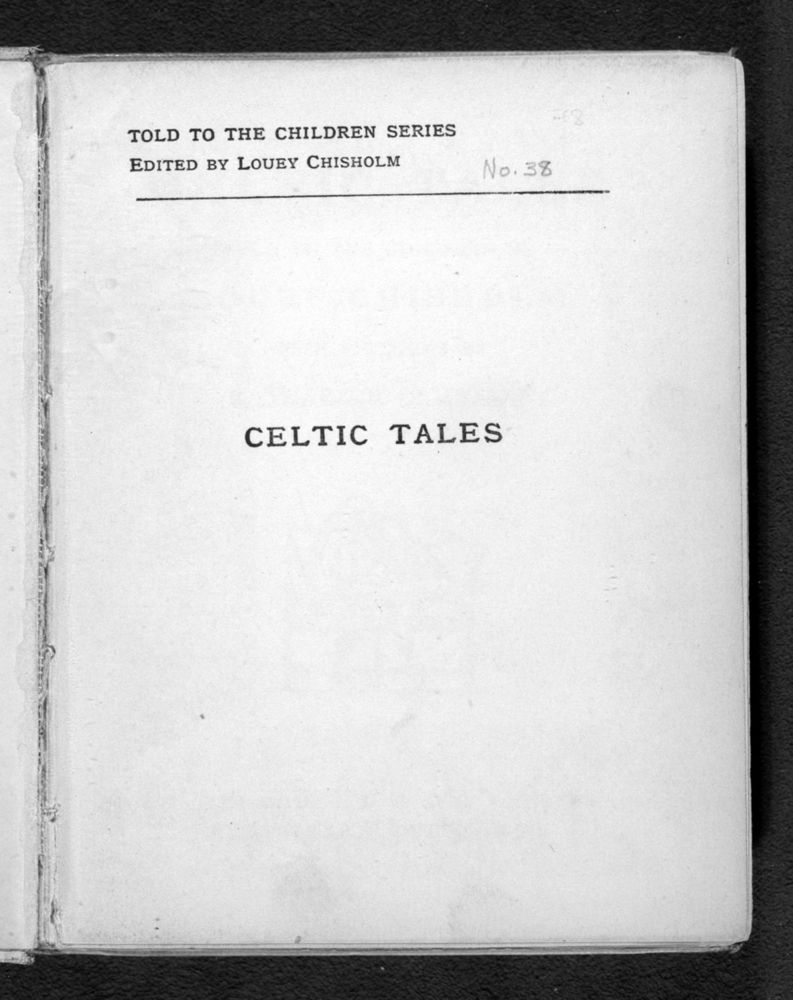 TOLD TO THE CHILDREN SERIES
EDITED BY LOUEY CHISHOLM
No. 38
CELTIC TALES